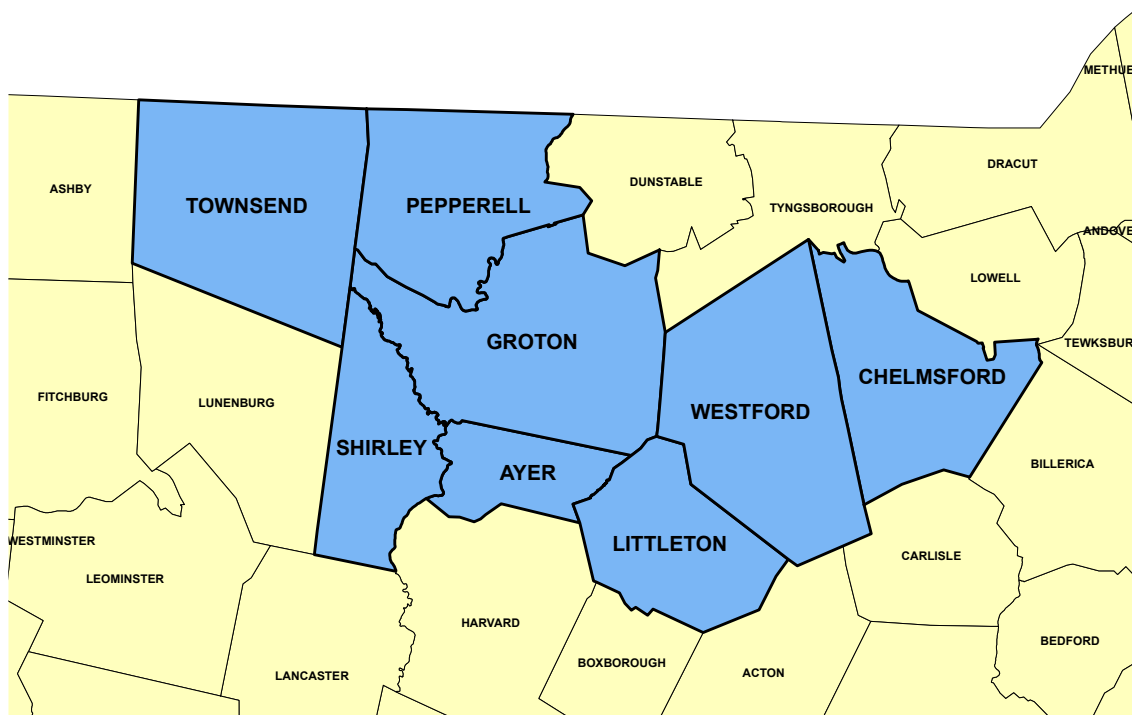 METHUE
DRACUT
ASHBY
DUNSTABLE
TOWNSEND
PEPPERELL
TYNGSBOROUGH
ANDOVE
LOWELL
GROTON
TEWKSBUR
CHELMSFORD
FITCHBURG
LUNENBURG
WESTFORD
SHIRLEY
BILLERICA
AYER
WESTMINSTER
LITTLETON
CARLISLE
LEOMINSTER
HARVARD
BEDFORD
BOXBOROUGH
LANCASTER
ACTON